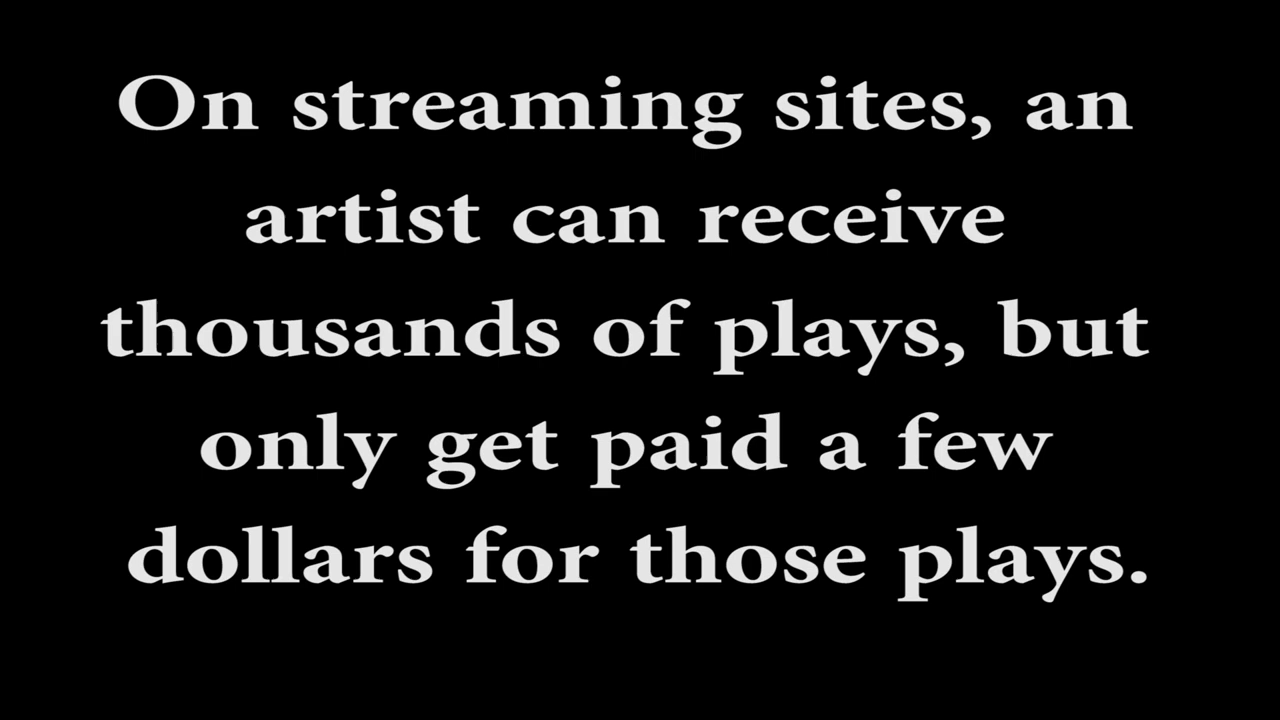 On streaming sites, an
artist can receive
thousands of plays, but
only get paid a few
dollars for those plays.